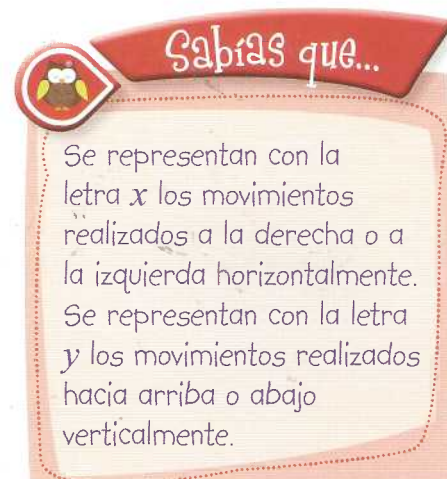 Sabías que...
Se representan con la
letra x los movimientos
realizados a la derecha o a
la izquierda horizontalmente.
Se representan con la letra
y los movimientos realizados
hacia arriba o abajo
verticalmente.